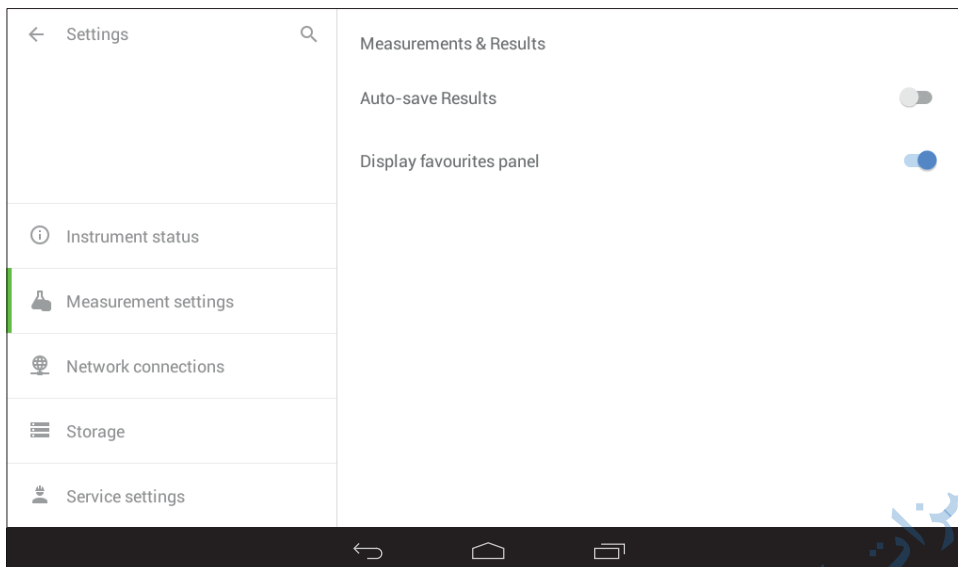 Settings
Measurements & Results
Auto-save Results
Display favourites panel
Instrument status
Measurement settings
Network connections
Storage
Service settings